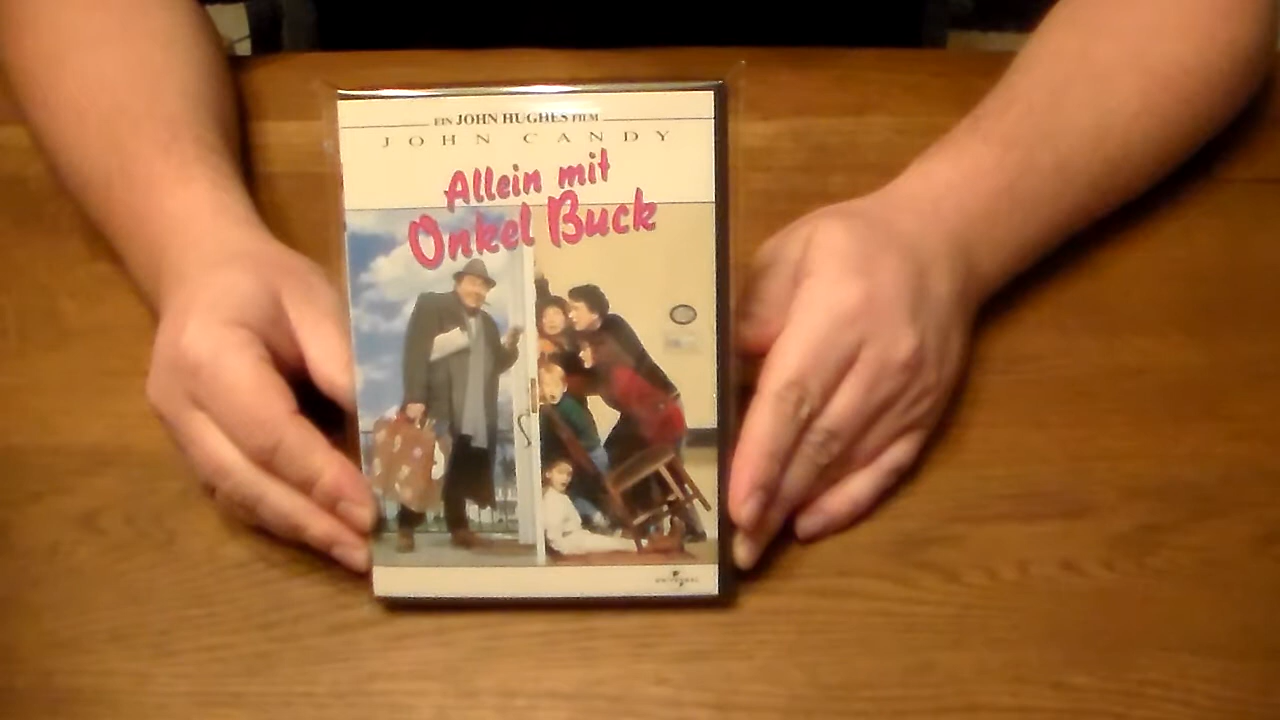 EIN JOHN HUGHES FILM
JOHN CANDY
Allein mit
Onkel Buck
UNIVERSAL